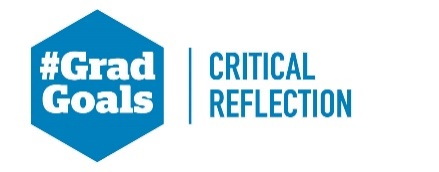 #Grad
Goals
CRITICAL
REFLECTION